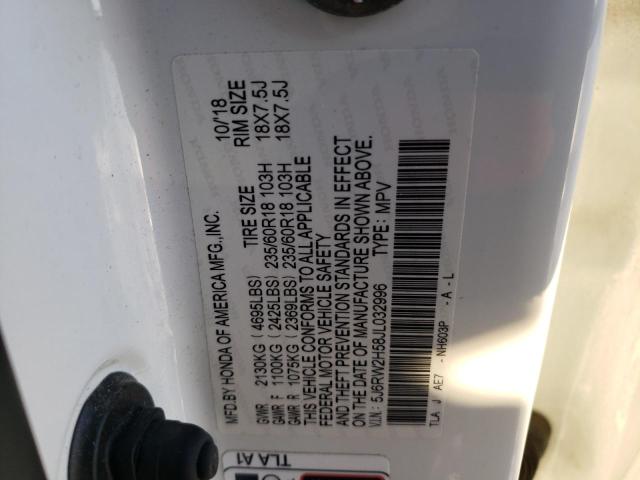 MFD.BY HONDA OF AMERICA MFG.,INC. 10/'18
TIRE SIZE RIM SIZE
GVWR 2130KG ( 4695LBS)
GAWR F 1100KG ( 2425LBS) 235/60R18 103H 18X7.5J
GAWR R 1075KG ( 2369LBS) 235/60R18 103H 18X7.5J
THIS VEHICLE CONFORMS TO ALL APPLICABLE
FEDERAL MOTOR VEHICLE SAFETY
AND THEFT PREVENTION STANDARDS IN EFFECT
ON THE DATE OF MANUFACTURE SHOWN ABOVE.
V.I.N.: 5J6RW2H58JL032996 TYPE: MPV
TLA J AE7 - NH603P - A - L
TLA A1